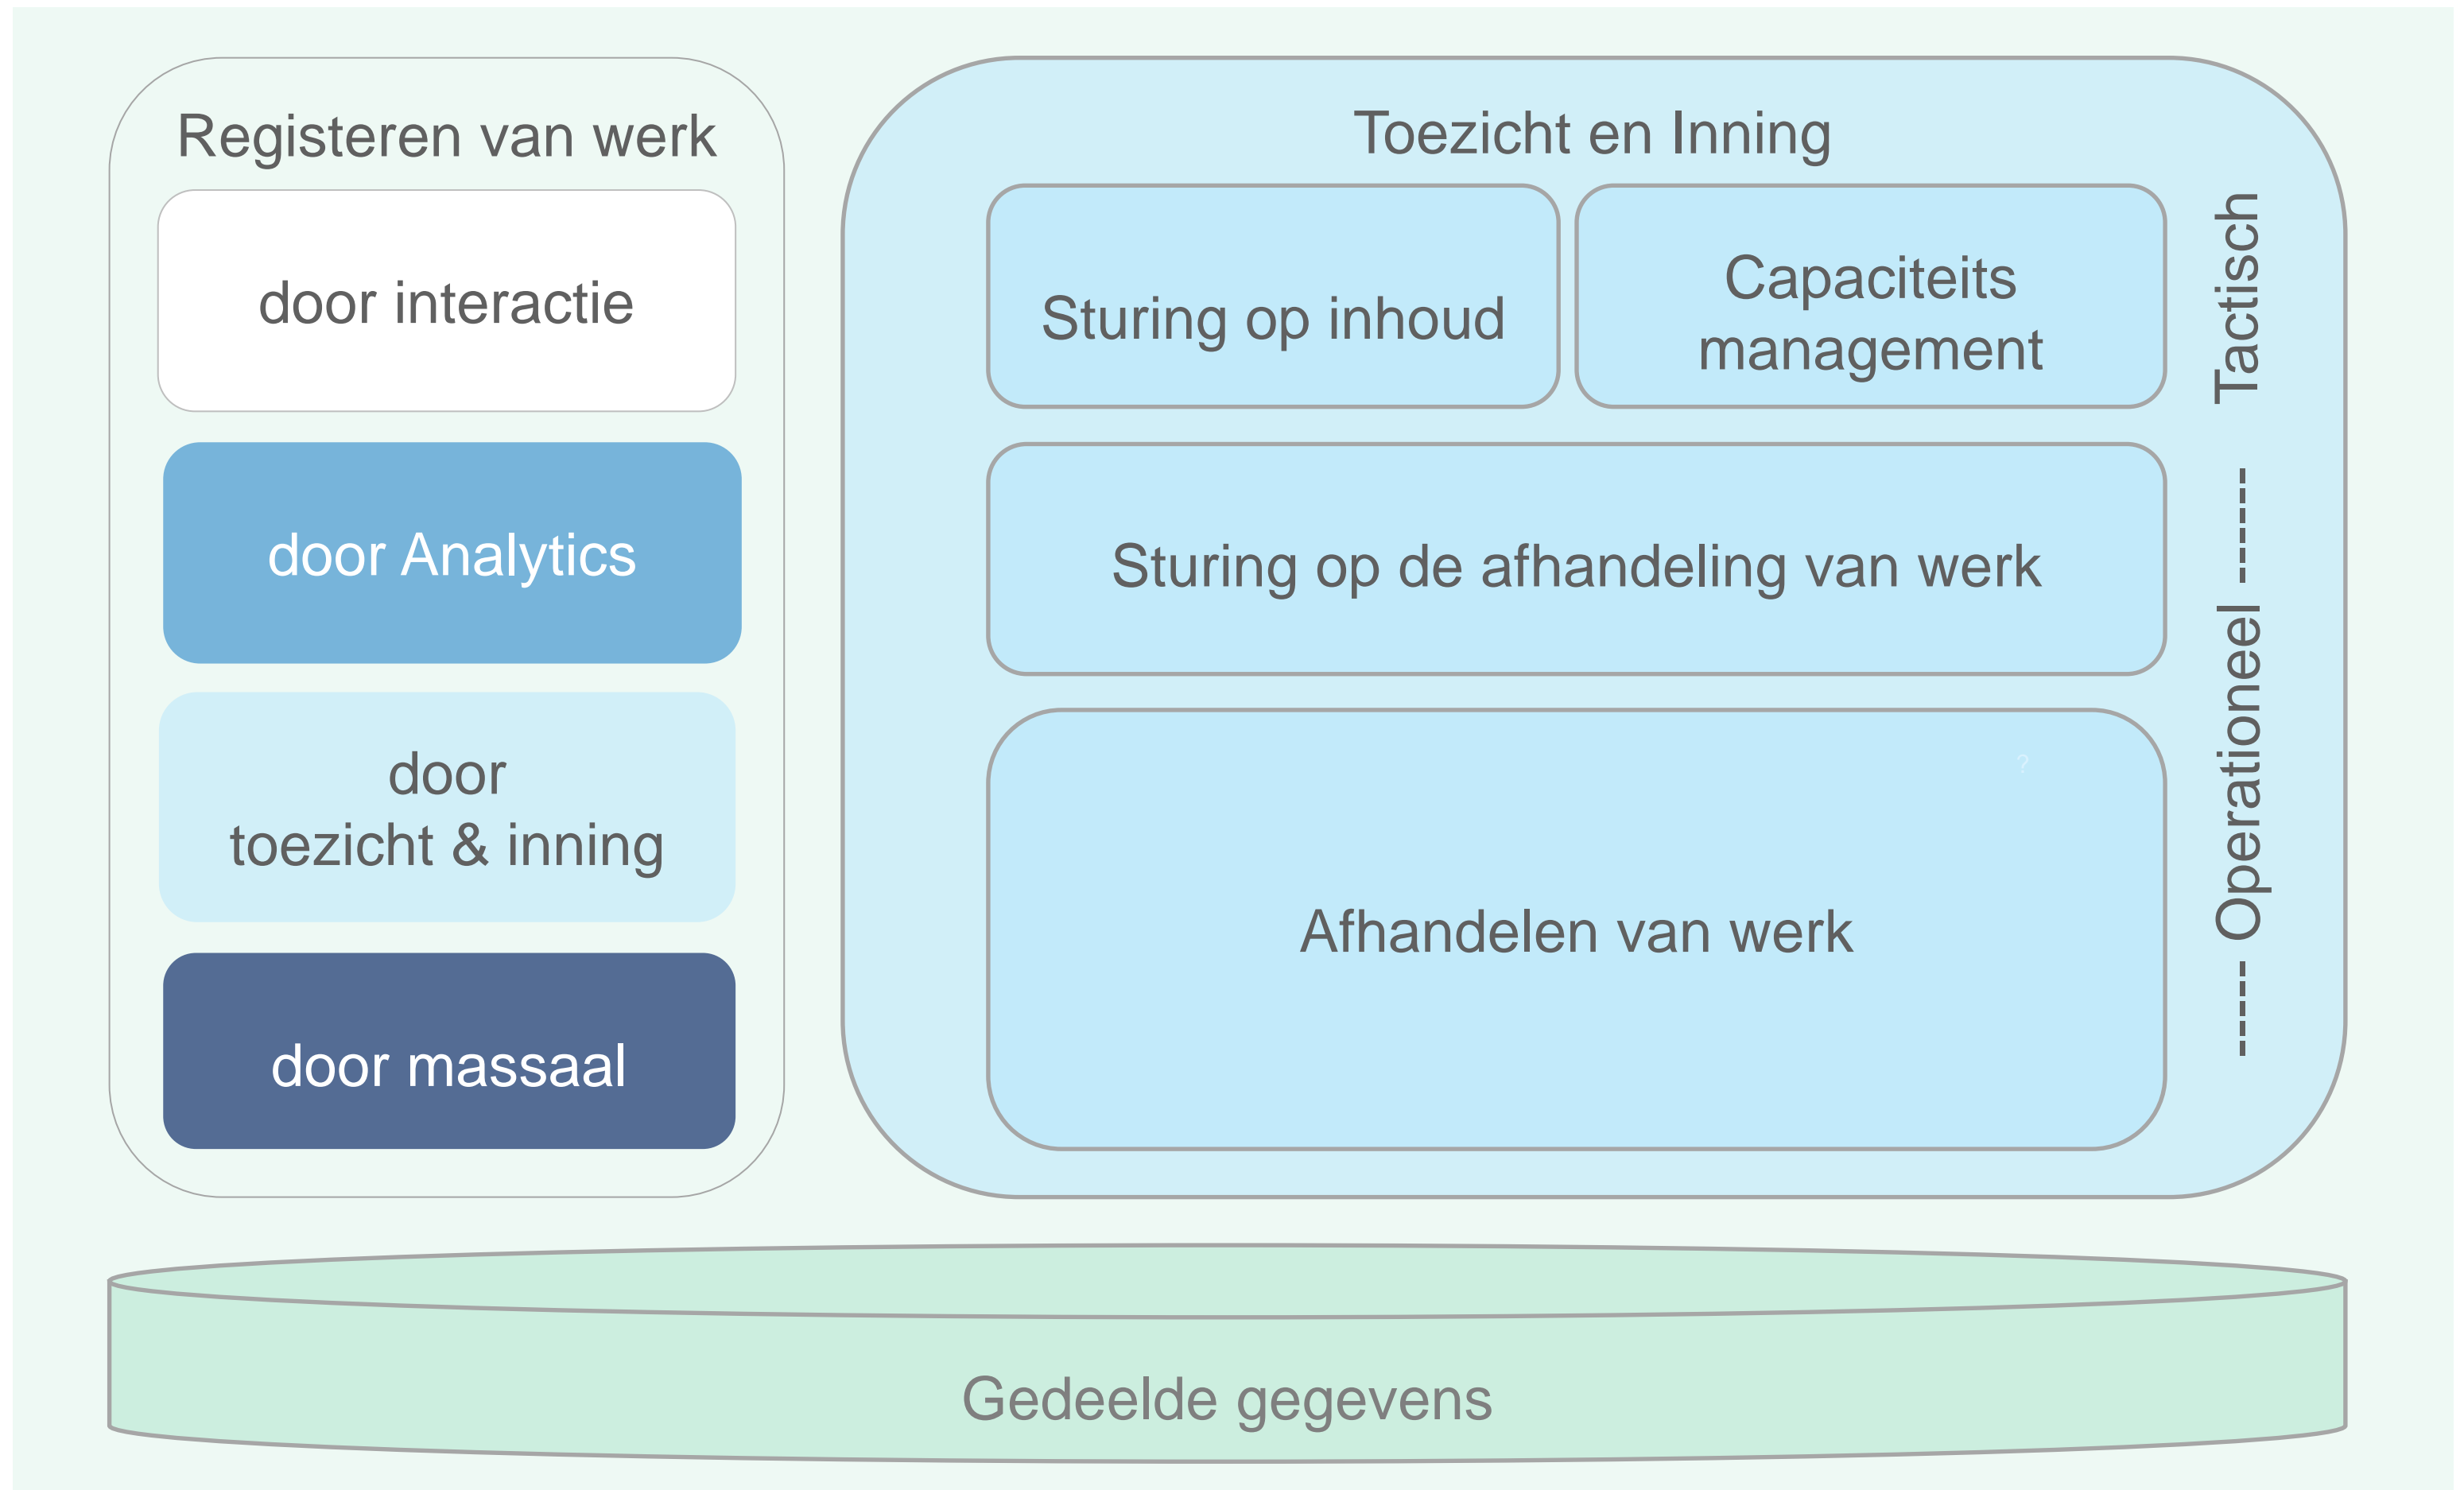 Registeren van werk
door interactie
door Analytics
door
toezicht & inning
door massaal
Toezicht en Inning
Sturing op inhoud
Capaciteits
management
Sturing op de afhandeling van werk
?
Afhandelen van werk
----- Operationeel ------ Tactisch
Gedeelde gegevens